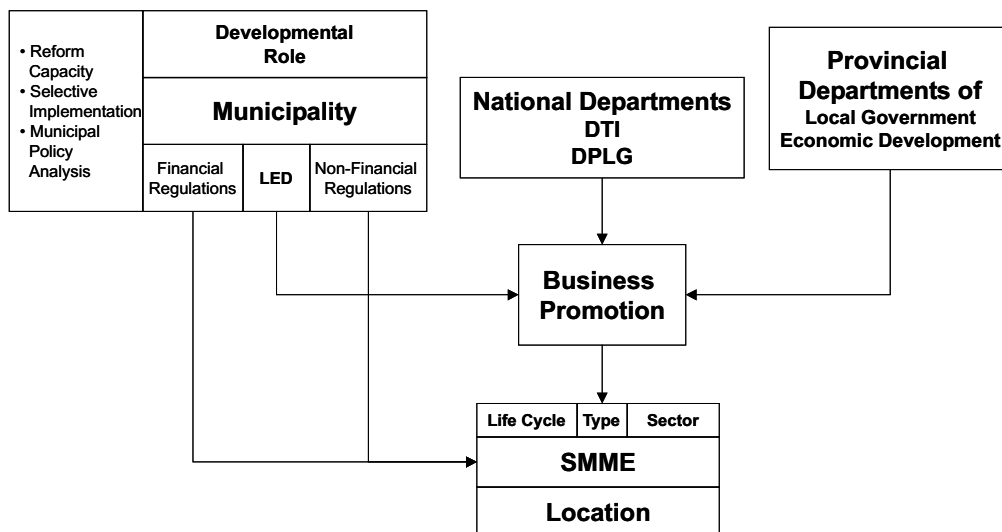 • Reform
Capacity
• Selective
Implementation
• Municipal
Policy
Analysis
Developmental
Role
Municipality
Financial
Regulations
LED
Non-Financial
Regulations
National Departments
DTI
DPLG
Provincial
Departments of
Local Government
Economic Development
Business
Promotion
Life Cycle
Type
Sector
SMME
Location